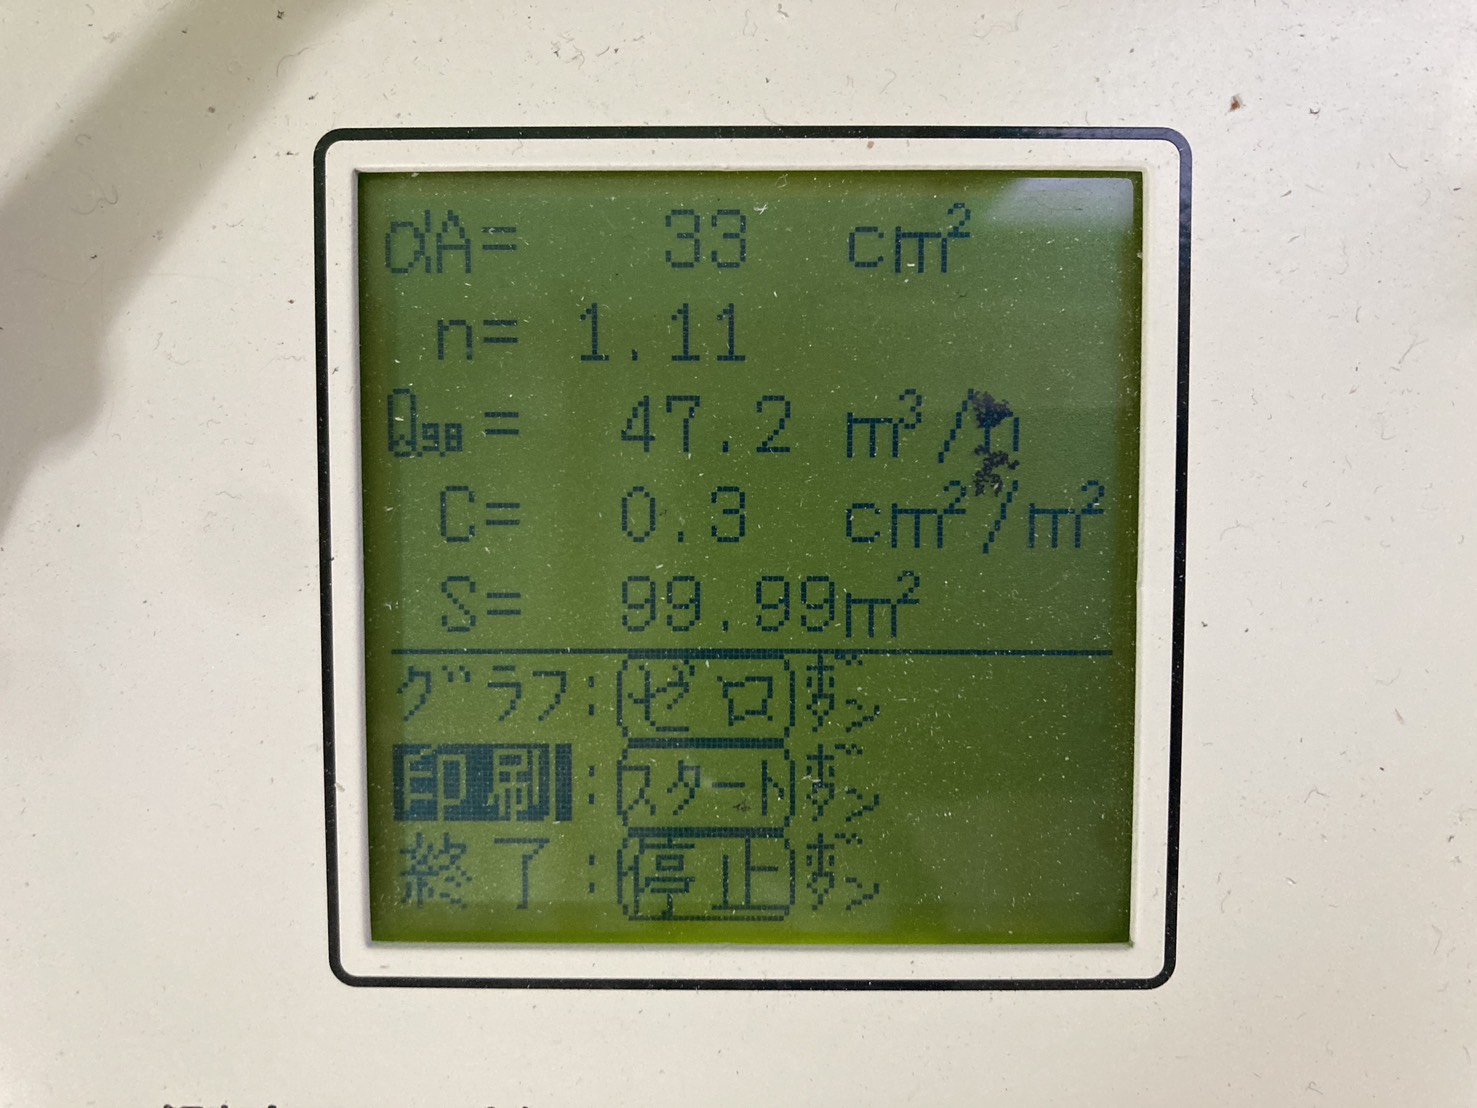 αA= 33 cm²
n= 1.11
Q₉.₈= 47.2 m³/h
C= 0.3 cm²/m²
S= 99.99m²
グラフ:ゼロ ボタン
印刷:スタート ボタン
終了:停止 ボタン